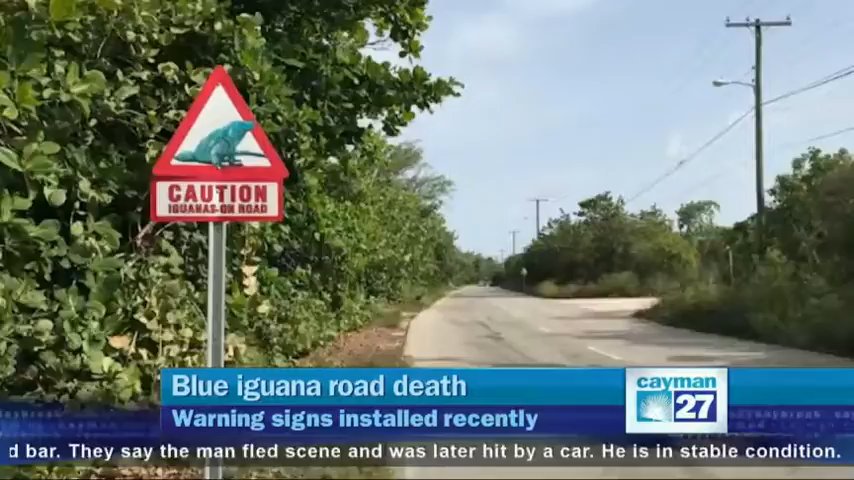 CAUTION
IGUANAS ON ROAD
Blue iguana road death
Warning signs installed recently
cayman
27
d bar. They say the man fled scene and was later hit by a car. He is in stable condition.